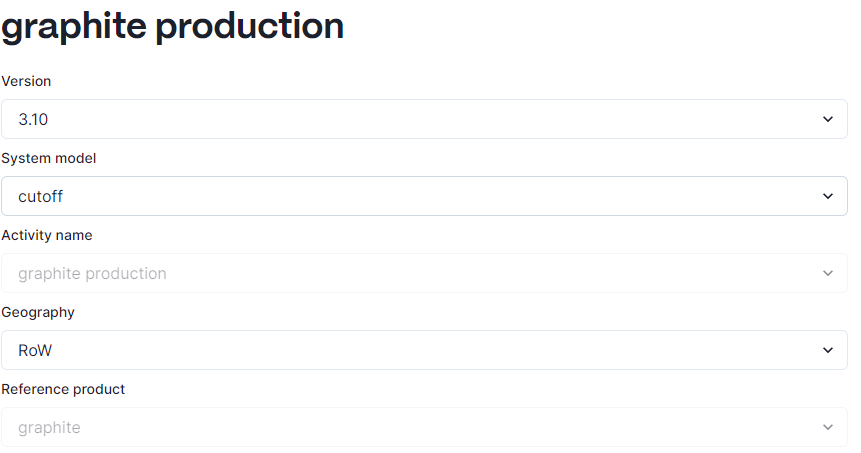 graphite production
Version
3.10
System model
cutoff
Activity name
graphite production
Geography
RoW
Reference product
graphite